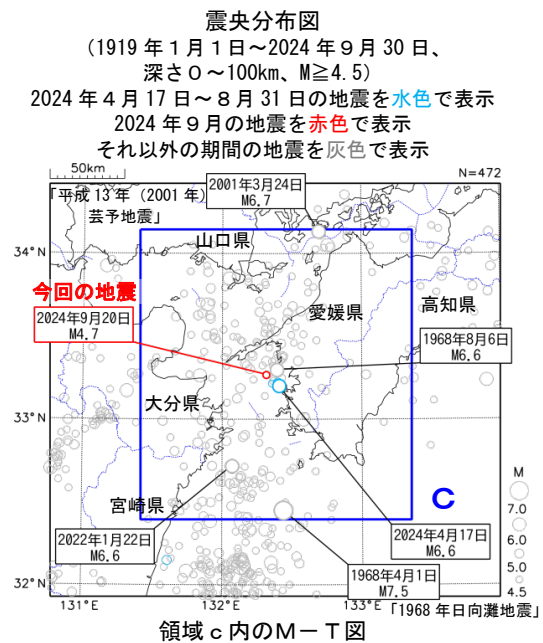 震央分布図
(1919年1月1日~2024年9月30日、
深さ0~100km、M≧4.5)
2024年4月17日~8月31日の地震を水色で表示
2024年9月の地震を赤色で表示
それ以外の期間の地震を灰色で表示
50km
N=472
「平成13年(2001年)
芸予地震」
2001年3月24日
M6.7
34°N
山口県
今回の地震
2024年9月20日
M4.7
愛媛県
高知県
1968年8月6日
M6.6
33°N
大分県
宮崎県
C
M
7.0
6.0
5.0
4.5
2022年1月22日
M6.6
2024年4月17日
M6.6
1968年4月1日
M7.5
32°N
131°E
132°E
133°E
「1968年日向灘地震」
領域c内のM-T図